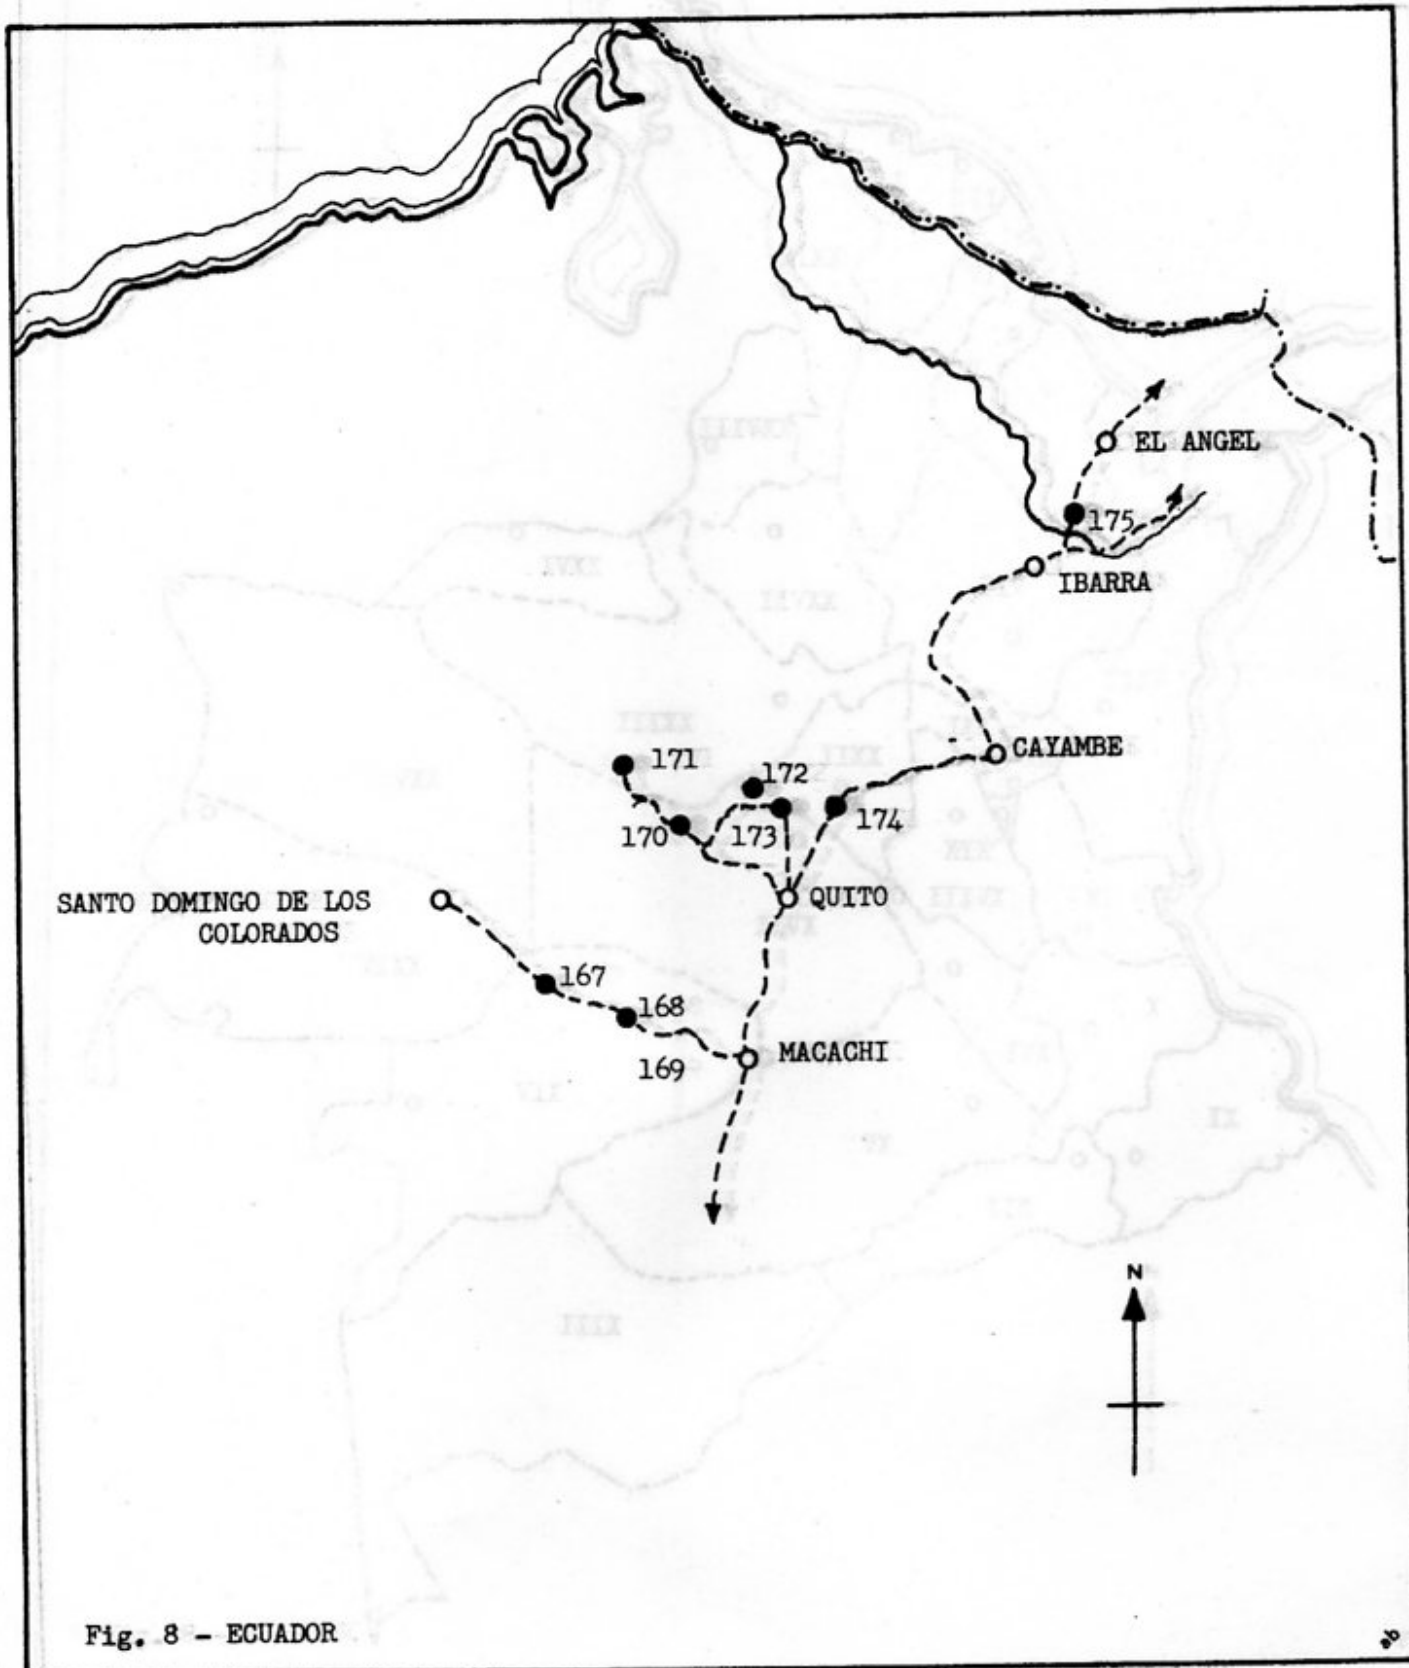 EL ANGEL
175
IBARRA
CAYAMBE
171
172
170
173
174
SANTO DOMINGO DE LOS
COLORADOS
QUITO
167
168
169
MACACHI
N
Fig. 8 - ECUADOR